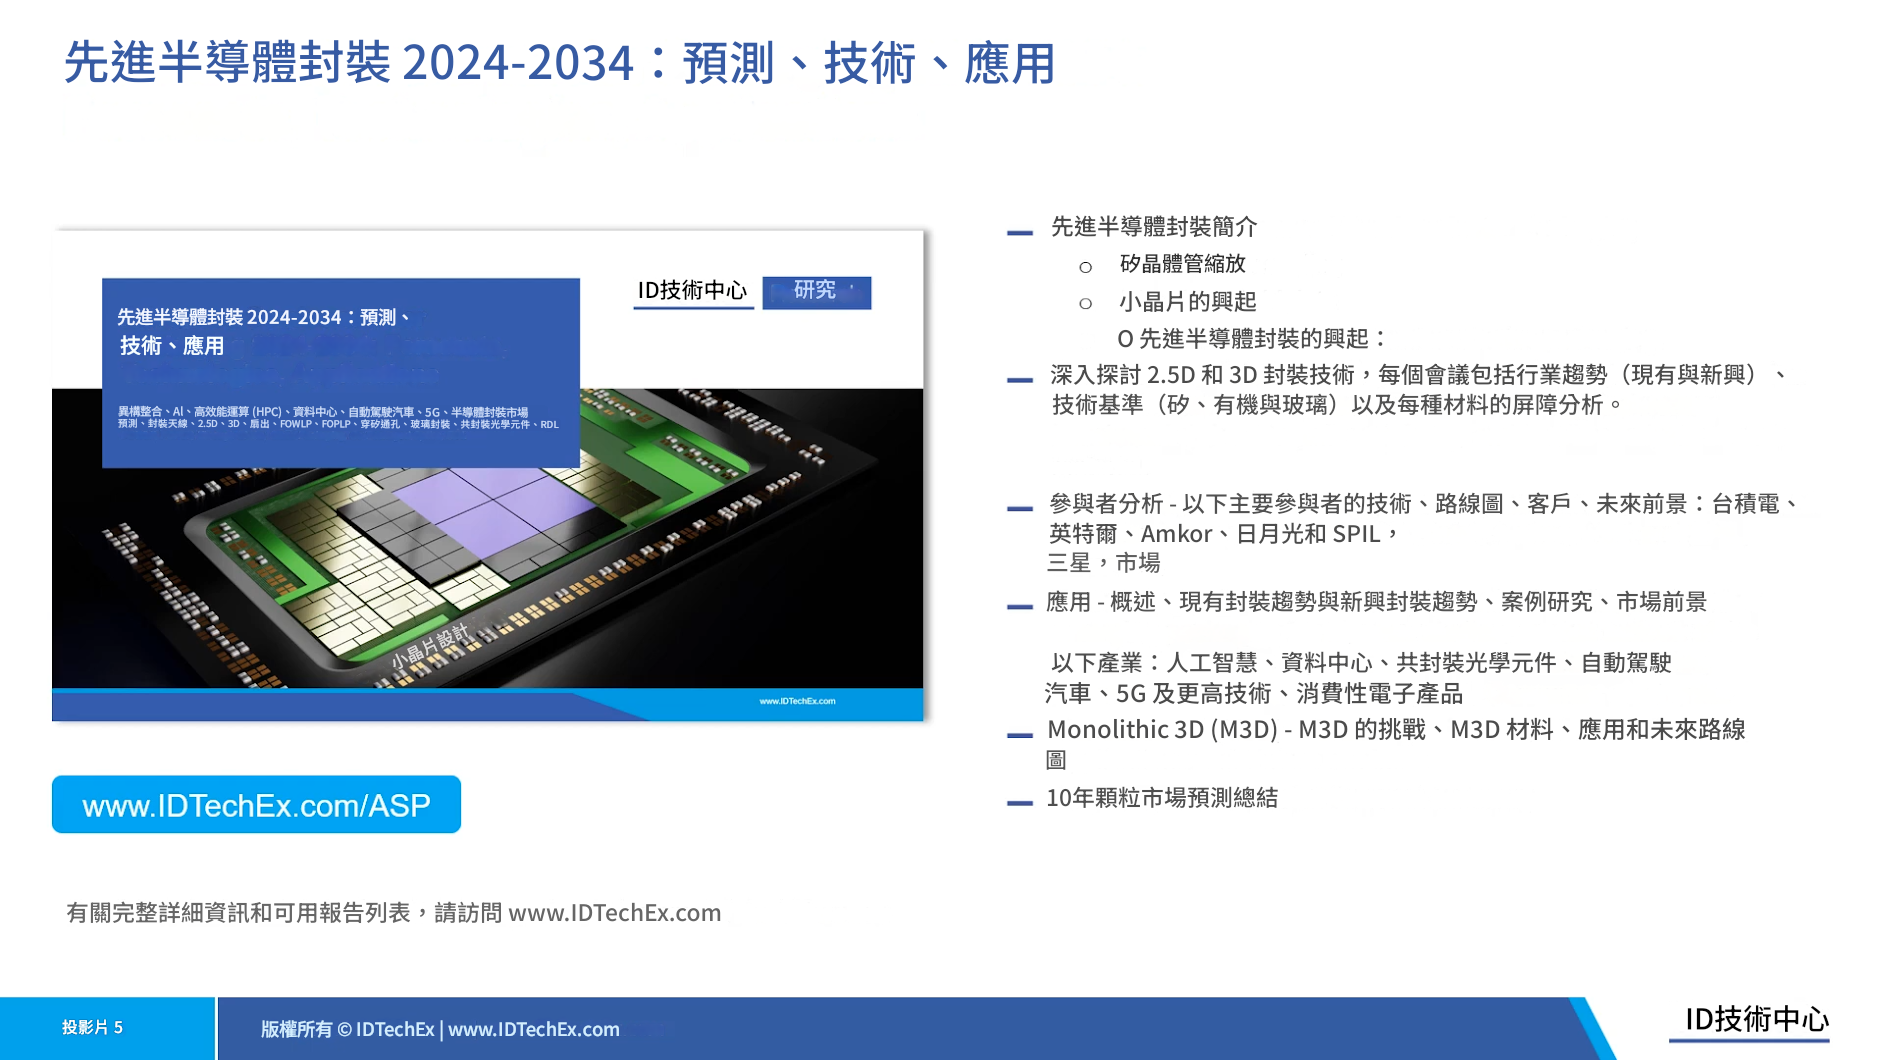 先進半導體封裝 2024-2034：預測、技術、應用
ID技術中心 研究
先進半導體封裝 2024-2034：預測、
技術、應用
異構整合、AI、高效能運算 (HPC)、資料中心、自動駕駛汽車、5G、半導體封裝市場
預測、封裝天線、2.5D、3D、扇出、FOWLP、FOPLP、穿矽通孔、玻璃封裝、共封裝光學元件、RDL
小晶片設計
www.IDTechEx.com
www.IDTechEx.com/ASP
有關完整詳細資訊和可用報告列表，請訪問 www.IDTechEx.com
先進半導體封裝簡介
o 矽晶體管縮放
o 小晶片的興起
O 先進半導體封裝的興起：
深入探討 2.5D 和 3D 封裝技術，每個會議包括行業趨勢（現有與新興）、
技術基準（矽、有機與玻璃）以及每種材料的屏障分析。
參與者分析 - 以下主要參與者的技術、路線圖、客戶、未來前景：台積電、
英特爾、Amkor、日月光和 SPIL，
三星，市場
應用 - 概述、現有封裝趨勢與新興封裝趨勢、案例研究、市場前景
以下產業：人工智慧、資料中心、共封裝光學元件、自動駕駛
汽車、5G 及更高技術、消費性電子產品
Monolithic 3D (M3D) - M3D 的挑戰、M3D 材料、應用和未來路線
圖
10年顆粒市場預測總結
投影片 5
版權所有 © IDTechEx | www.IDTechEx.com
ID技術中心